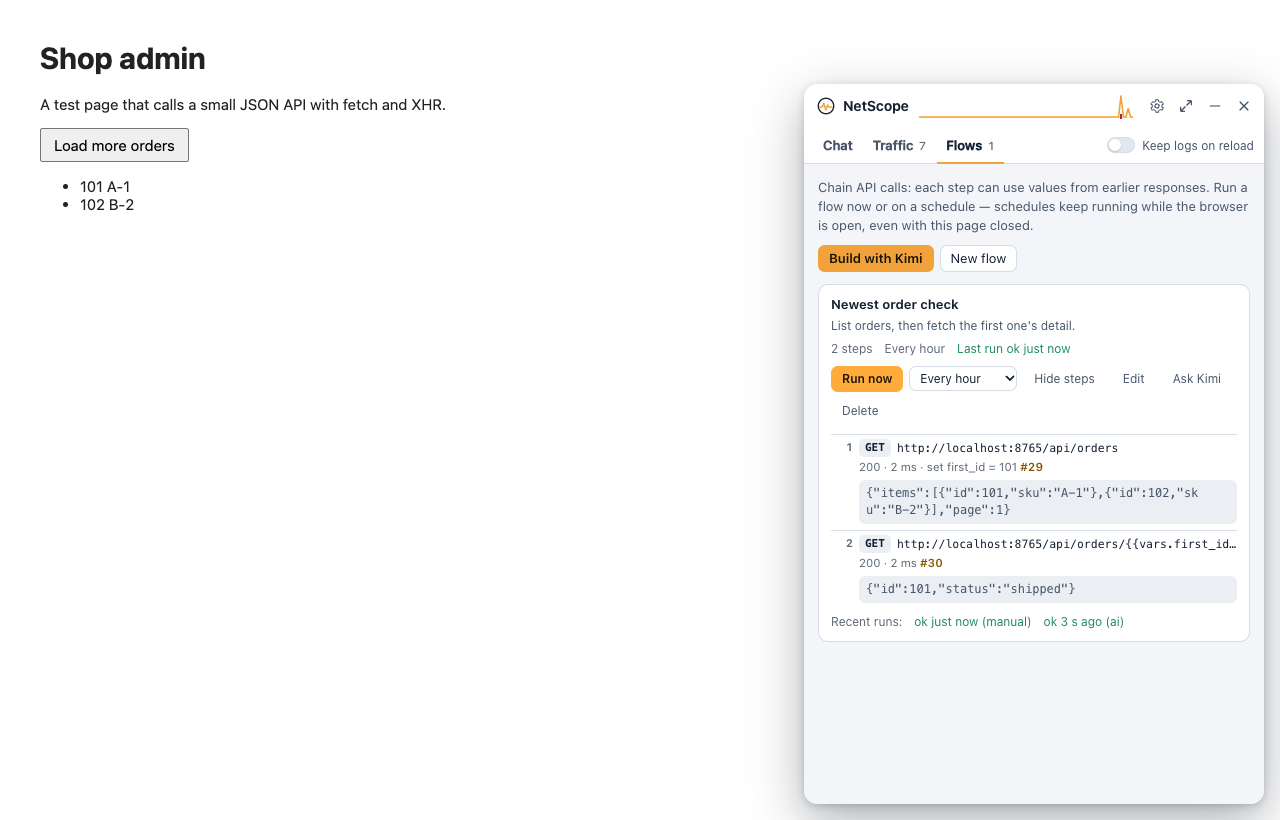 Shop admin
A test page that calls a small JSON API with fetch and XHR.
Load more orders
101 A-1
102 B-2
NetScope
Chat Traffic 7 Flows 1 Keep logs on reload
Chain API calls: each step can use values from earlier responses. Run a
flow now or on a schedule — schedules keep running while the browser
is open, even with this page closed.
Build with Kimi New flow
Newest order check
List orders, then fetch the first one's detail.
2 steps Every hour Last run ok just now
Run now Every hour Hide steps Edit Ask Kimi
Delete
1 GET http://localhost:8765/api/orders
200 · 2 ms · set first_id = 101 #29
{"items":[{"id":101,"sku":"A-1"},{"id":102,"sk
u":"B-2"}],"page":1}
2 GET http://localhost:8765/api/orders/{{vars.first_id…
200 · 2 ms #30
{"id":101,"status":"shipped"}
Recent runs: ok just now (manual) ok 3 s ago (ai)